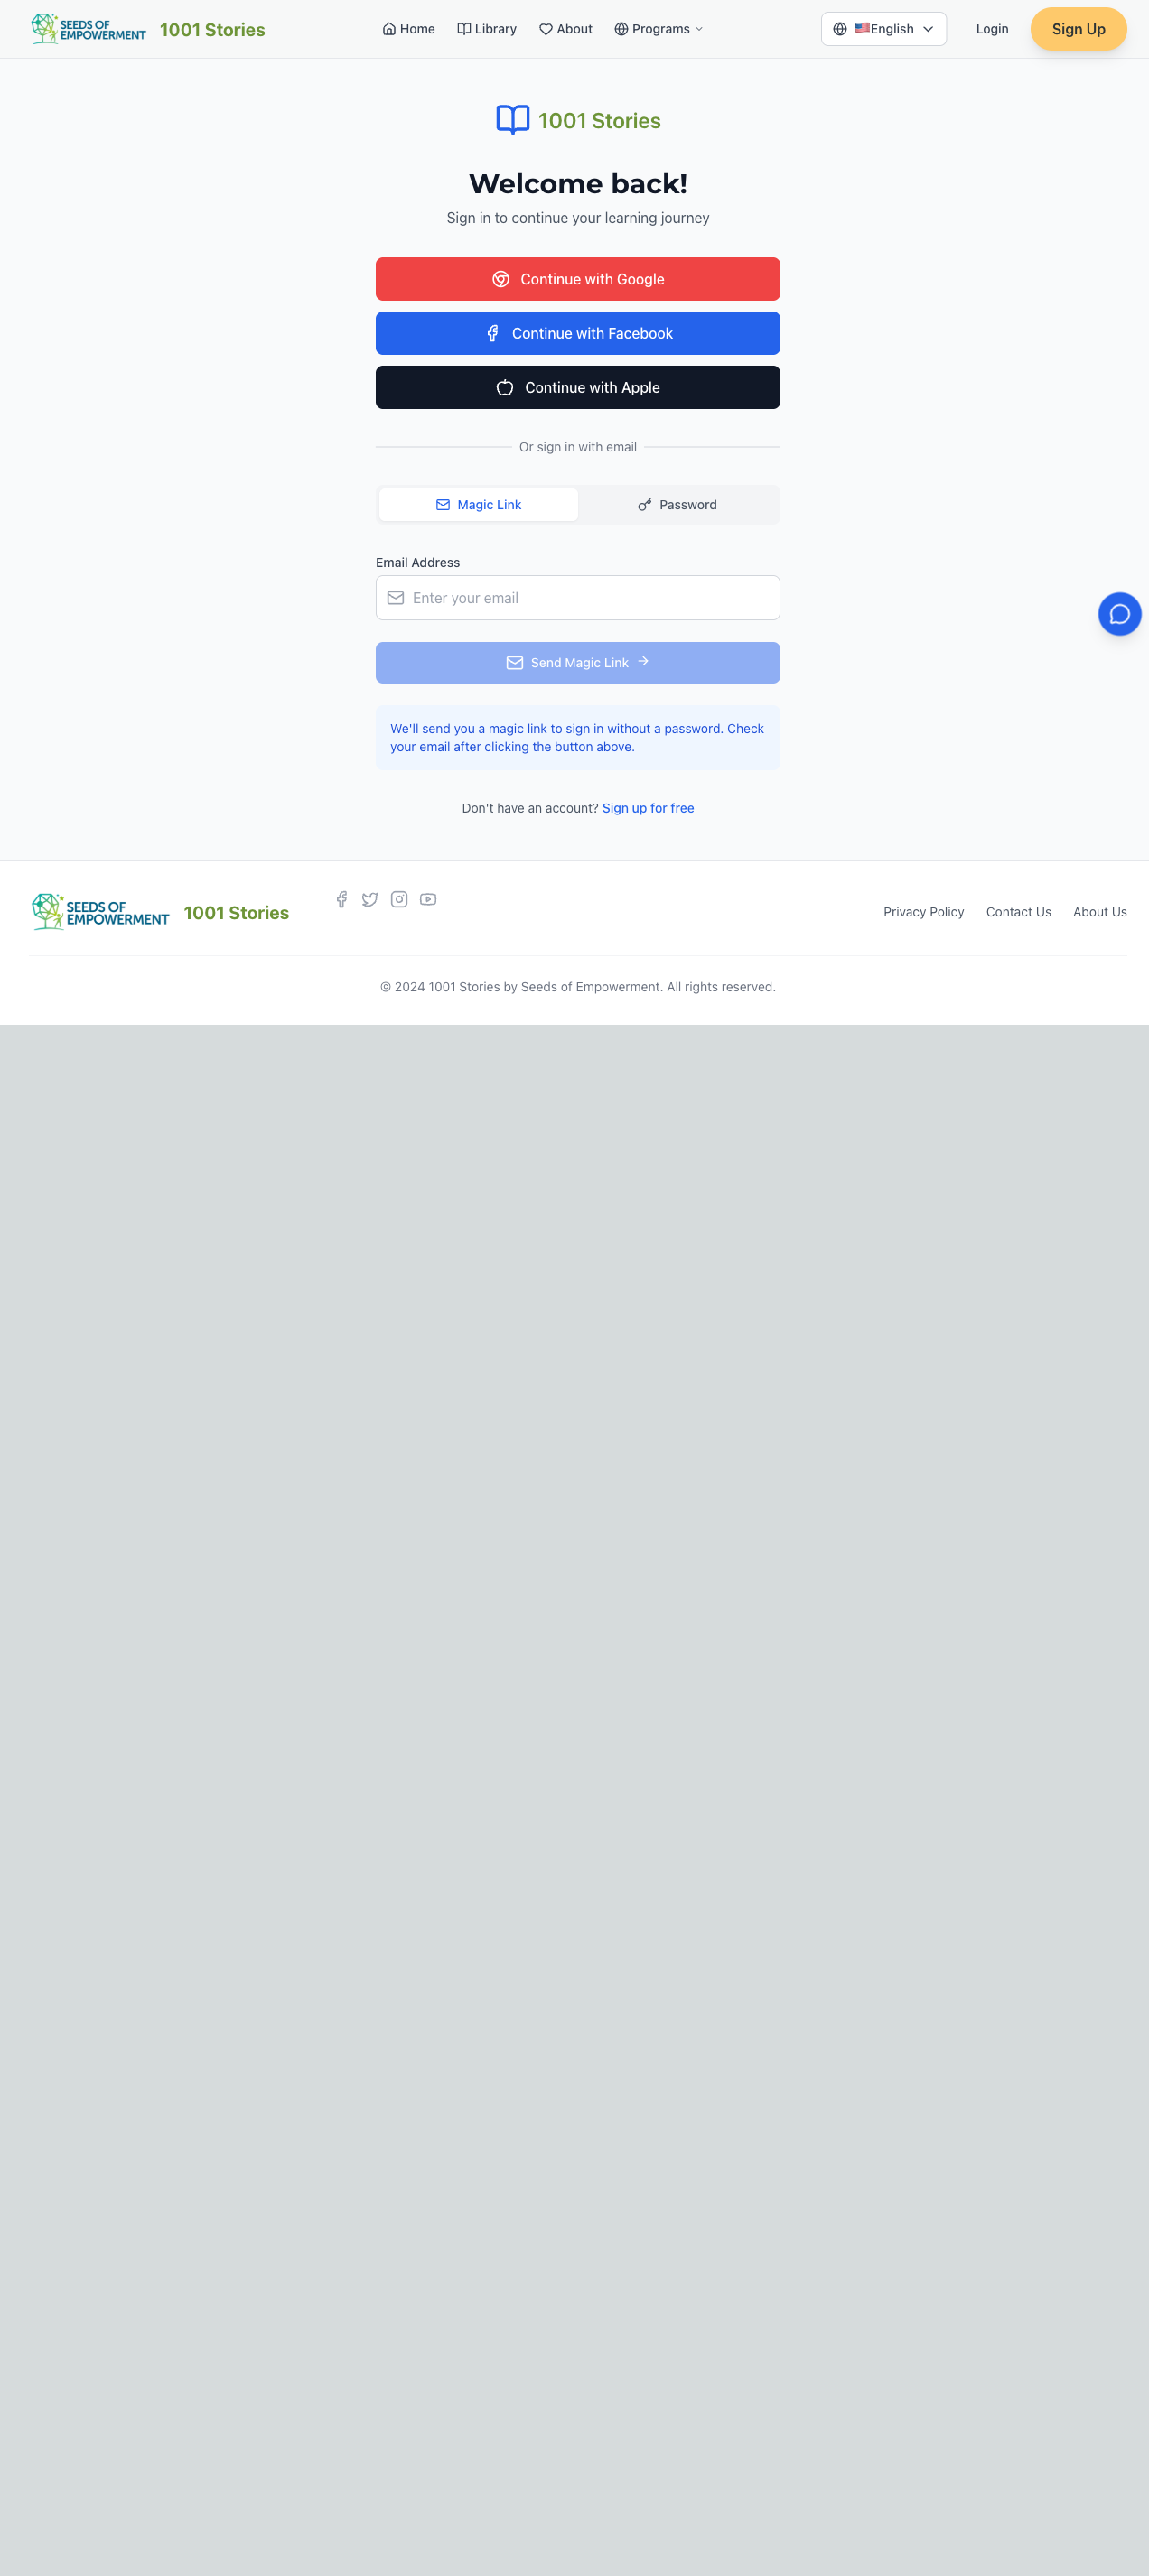 SEEDS OF
EMPOWERMENT
1001 Stories
Home
Library
About
Programs
🇺🇸English
Login
Sign Up
1001 Stories
Welcome back!
Sign in to continue your learning journey
Continue with Google
Continue with Facebook
Continue with Apple
Or sign in with email
Magic Link
Password
Email Address
Enter your email
Send Magic Link
We'll send you a magic link to sign in without a password. Check
your email after clicking the button above.
Don't have an account? Sign up for free
SEEDS OF
EMPOWERMENT
1001 Stories
Privacy Policy
Contact Us
About Us
© 2024 1001 Stories by Seeds of Empowerment. All rights reserved.